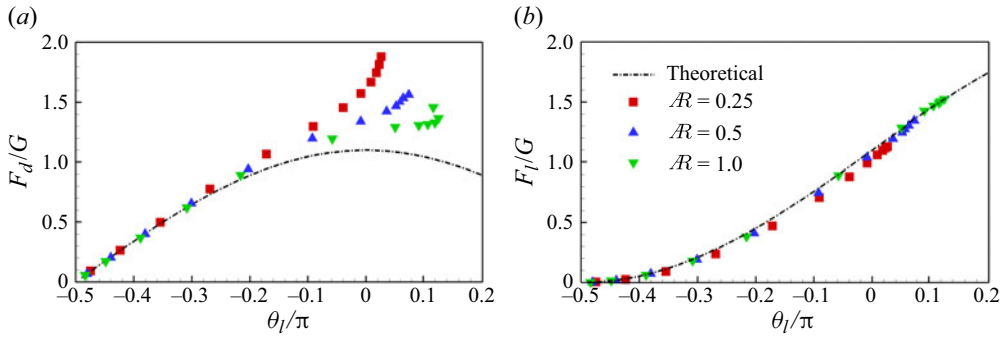 (a)
(b)
2.0
1.5
1.0
0.5
0
F_d/G
–0.5 –0.4 –0.3 –0.2 –0.1 0 0.1 0.2
θ_l/π
2.0
1.5
1.0
0.5
0
F_l/G
Theoretical
AR = 0.25
AR = 0.5
AR = 1.0
–0.5 –0.4 –0.3 –0.2 –0.1 0 0.1 0.2
θ_l/π